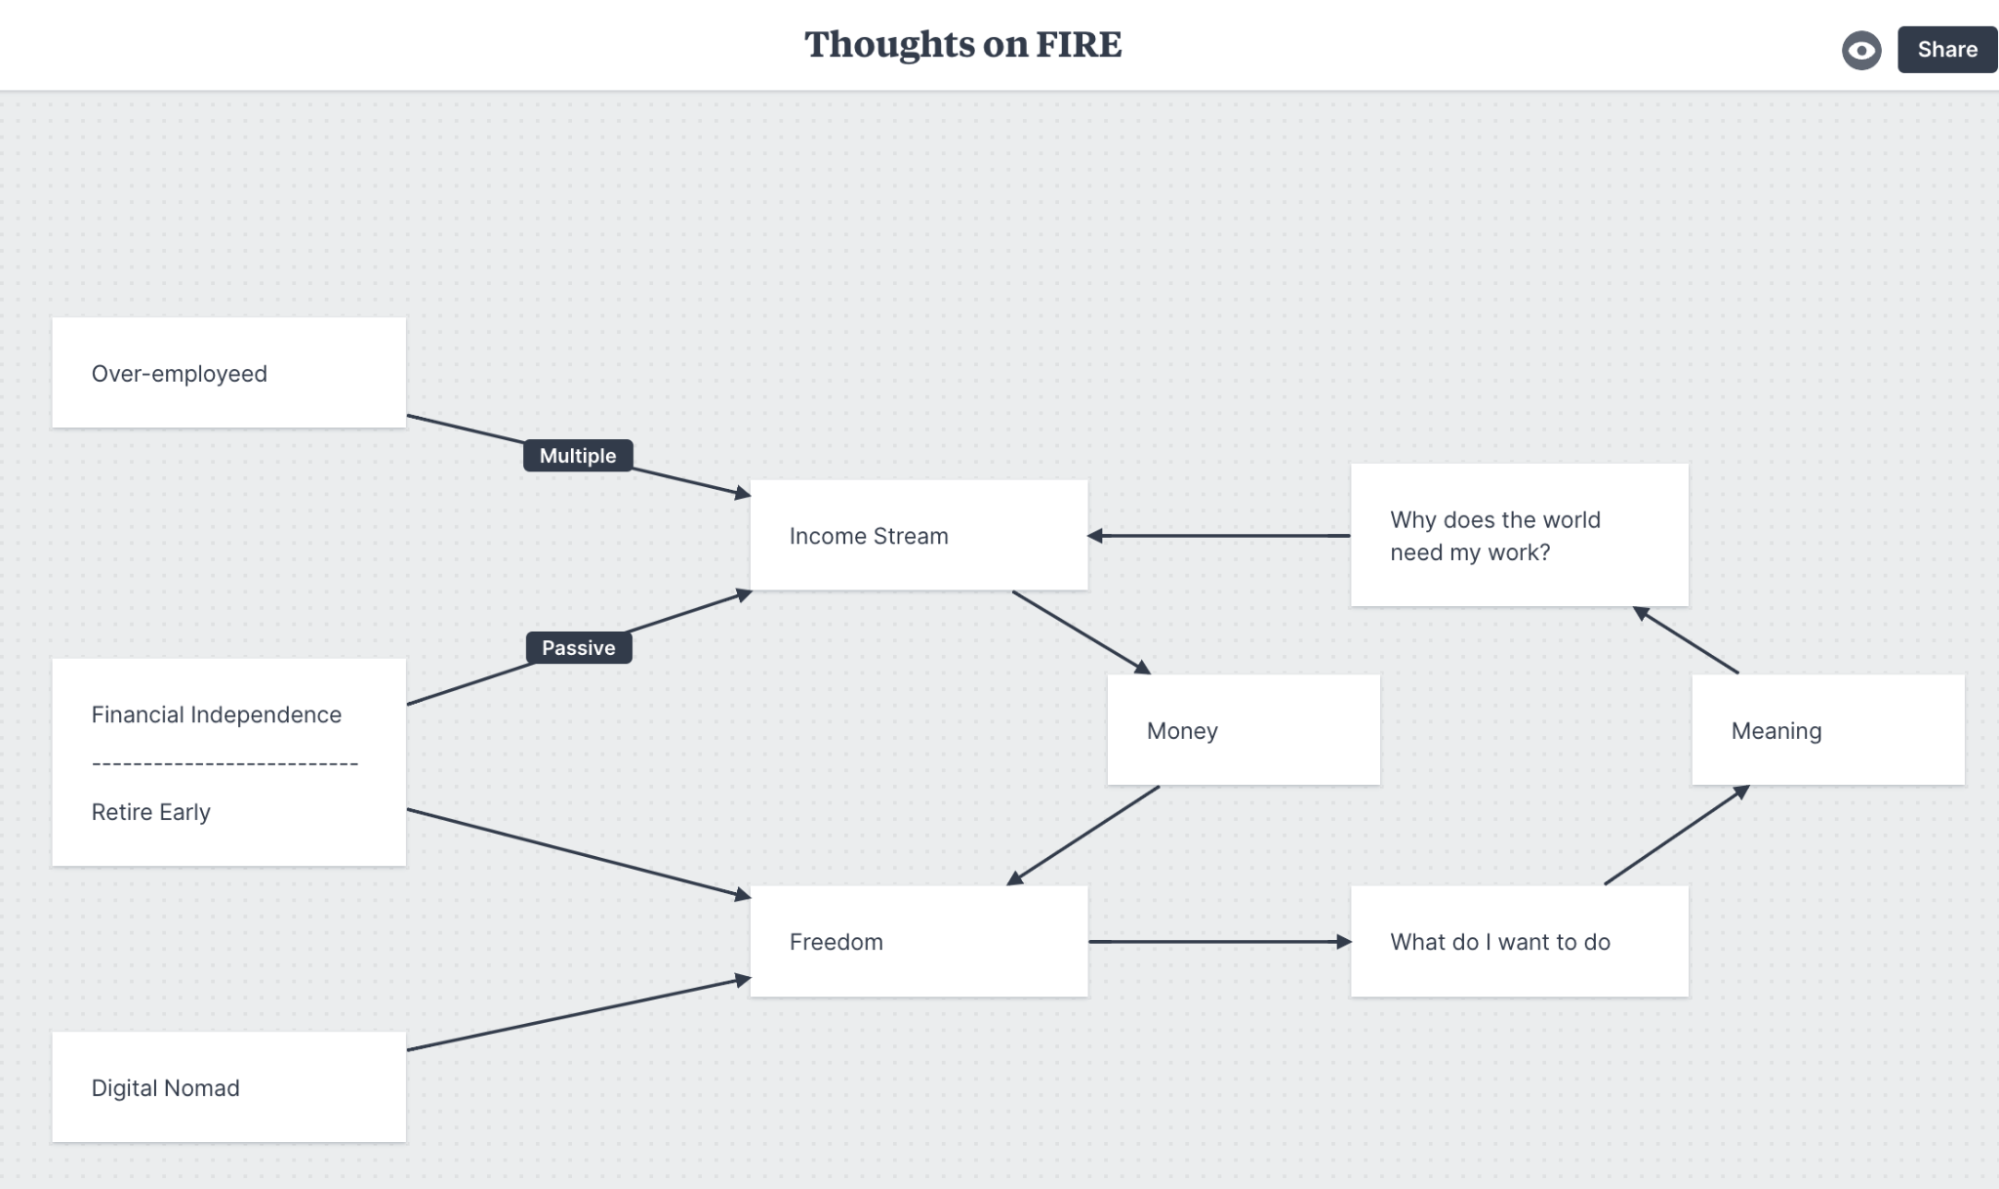 Thoughts on FIRE
Share
Over-employeed
Multiple
Income Stream
Why does the world
need my work?
Passive
Financial Independence
--------------------------
Retire Early
Money
Meaning
Freedom
What do I want to do
Digital Nomad